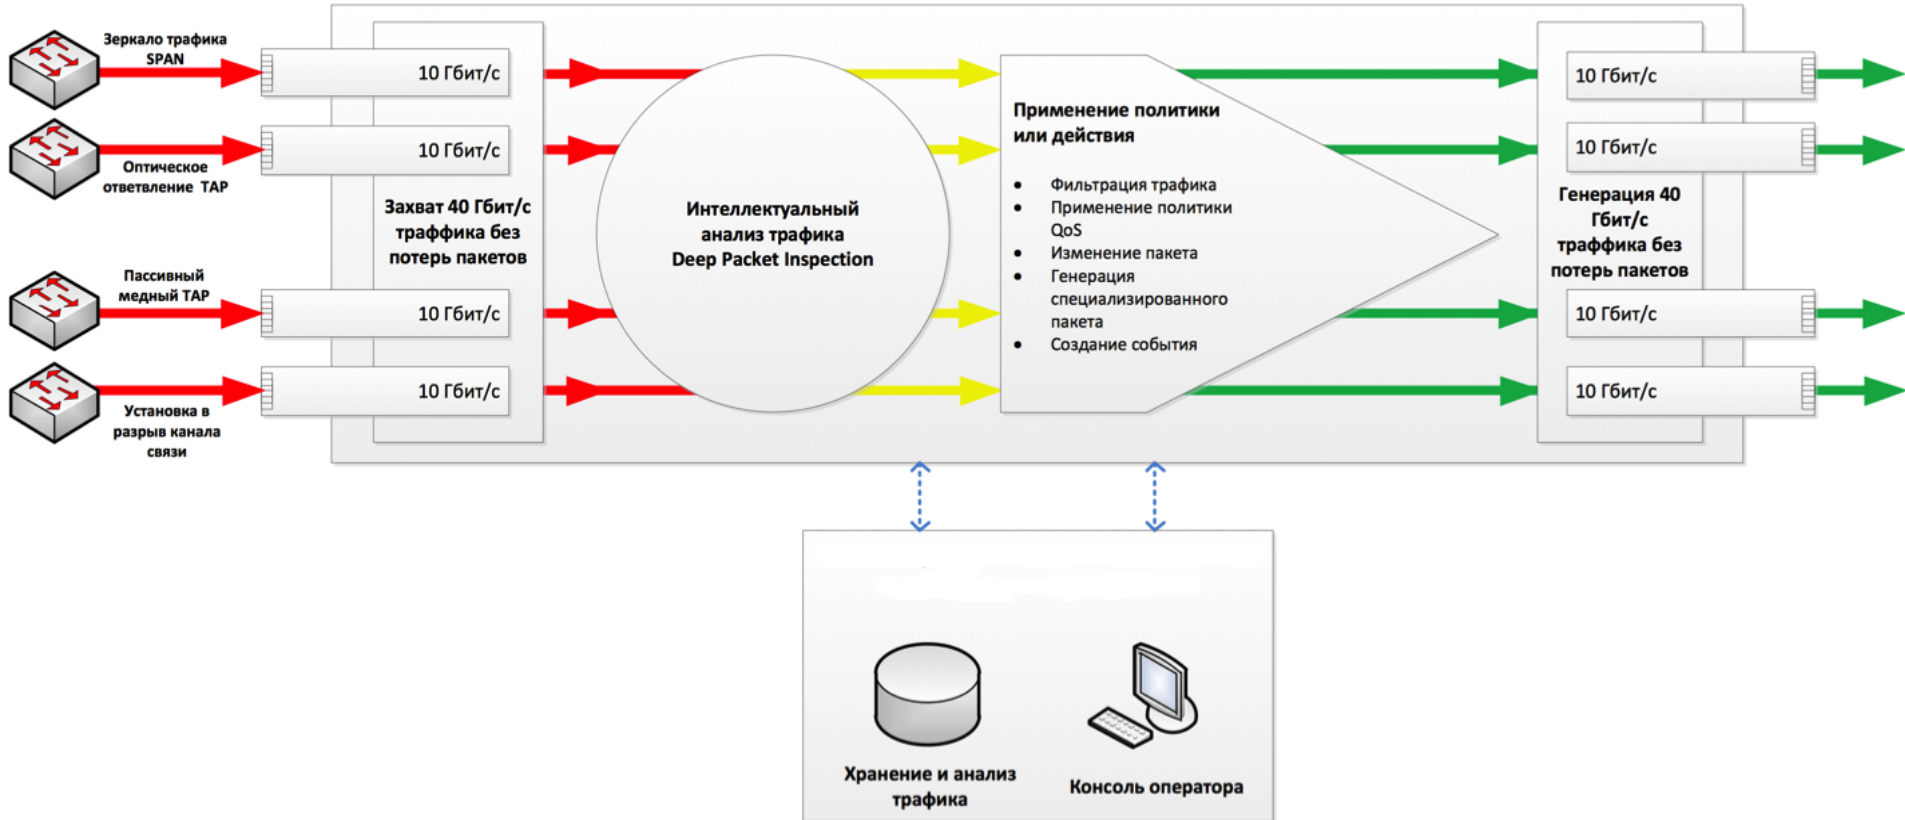 Зеркало трафика
SPAN
10 Гбит/с
Оптическое
ответвление TAP
10 Гбит/с
Пассивный
медный TAP
10 Гбит/с
Установка в
разрыв канала
связи
10 Гбит/с
Захват 40 Гбит/с
траффика без
потерь пакетов
Интеллектуальный
анализ трафика
Deep Packet Inspection
Применение политики
или действия
• Фильтрация трафика
• Применение политики
QoS
• Изменение пакета
• Генерация
специализированного
пакета
• Создание события
10 Гбит/с
10 Гбит/с
Генерация 40
Гбит/с
траффика без
потерь пакетов
10 Гбит/с
10 Гбит/с
Хранение и анализ
трафика
Консоль оператора